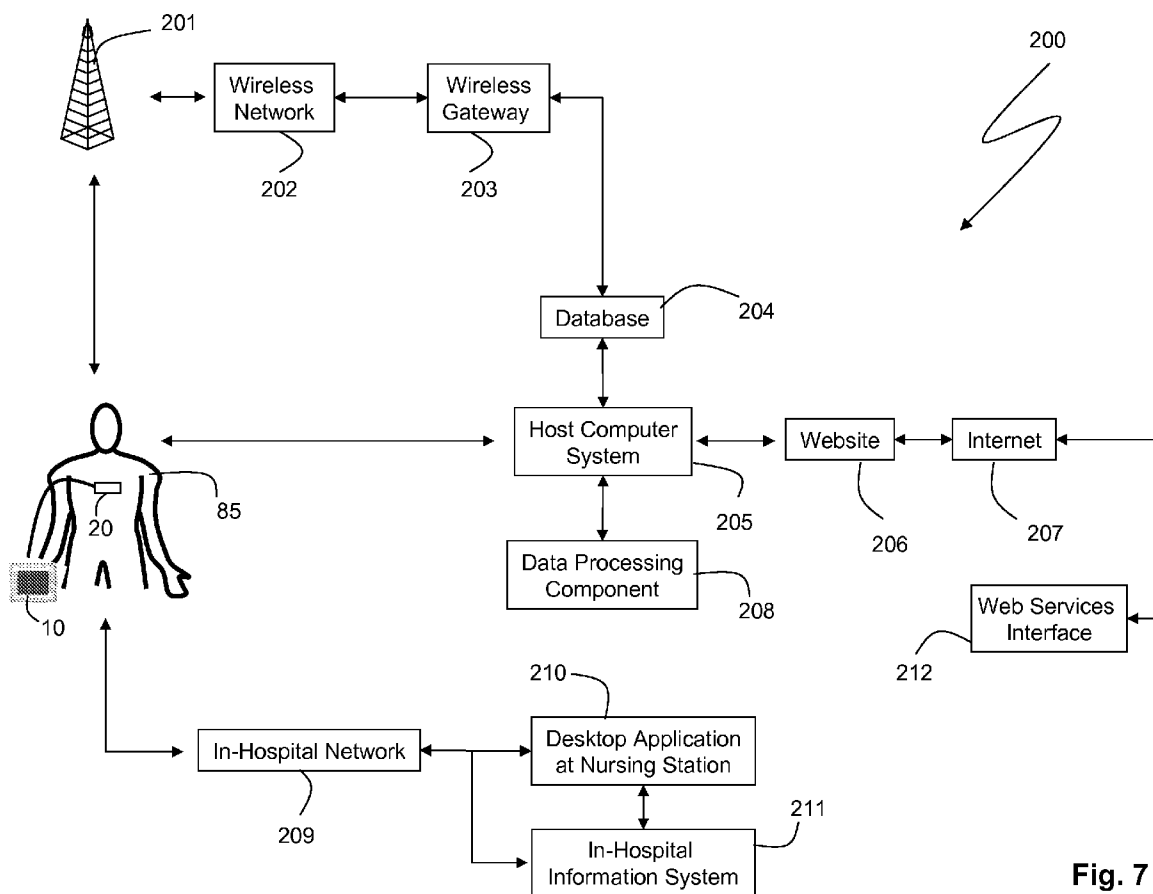 201
200
Wireless
Network
Wireless
Gateway
202
203
Database
204
Host Computer
System
Website
Internet
20
85
205
206
207
Data Processing
Component
208
10
Web Services
Interface
212
210
In-Hospital Network
Desktop Application
at Nursing Station
209
211
In-Hospital
Information System
Fig. 7